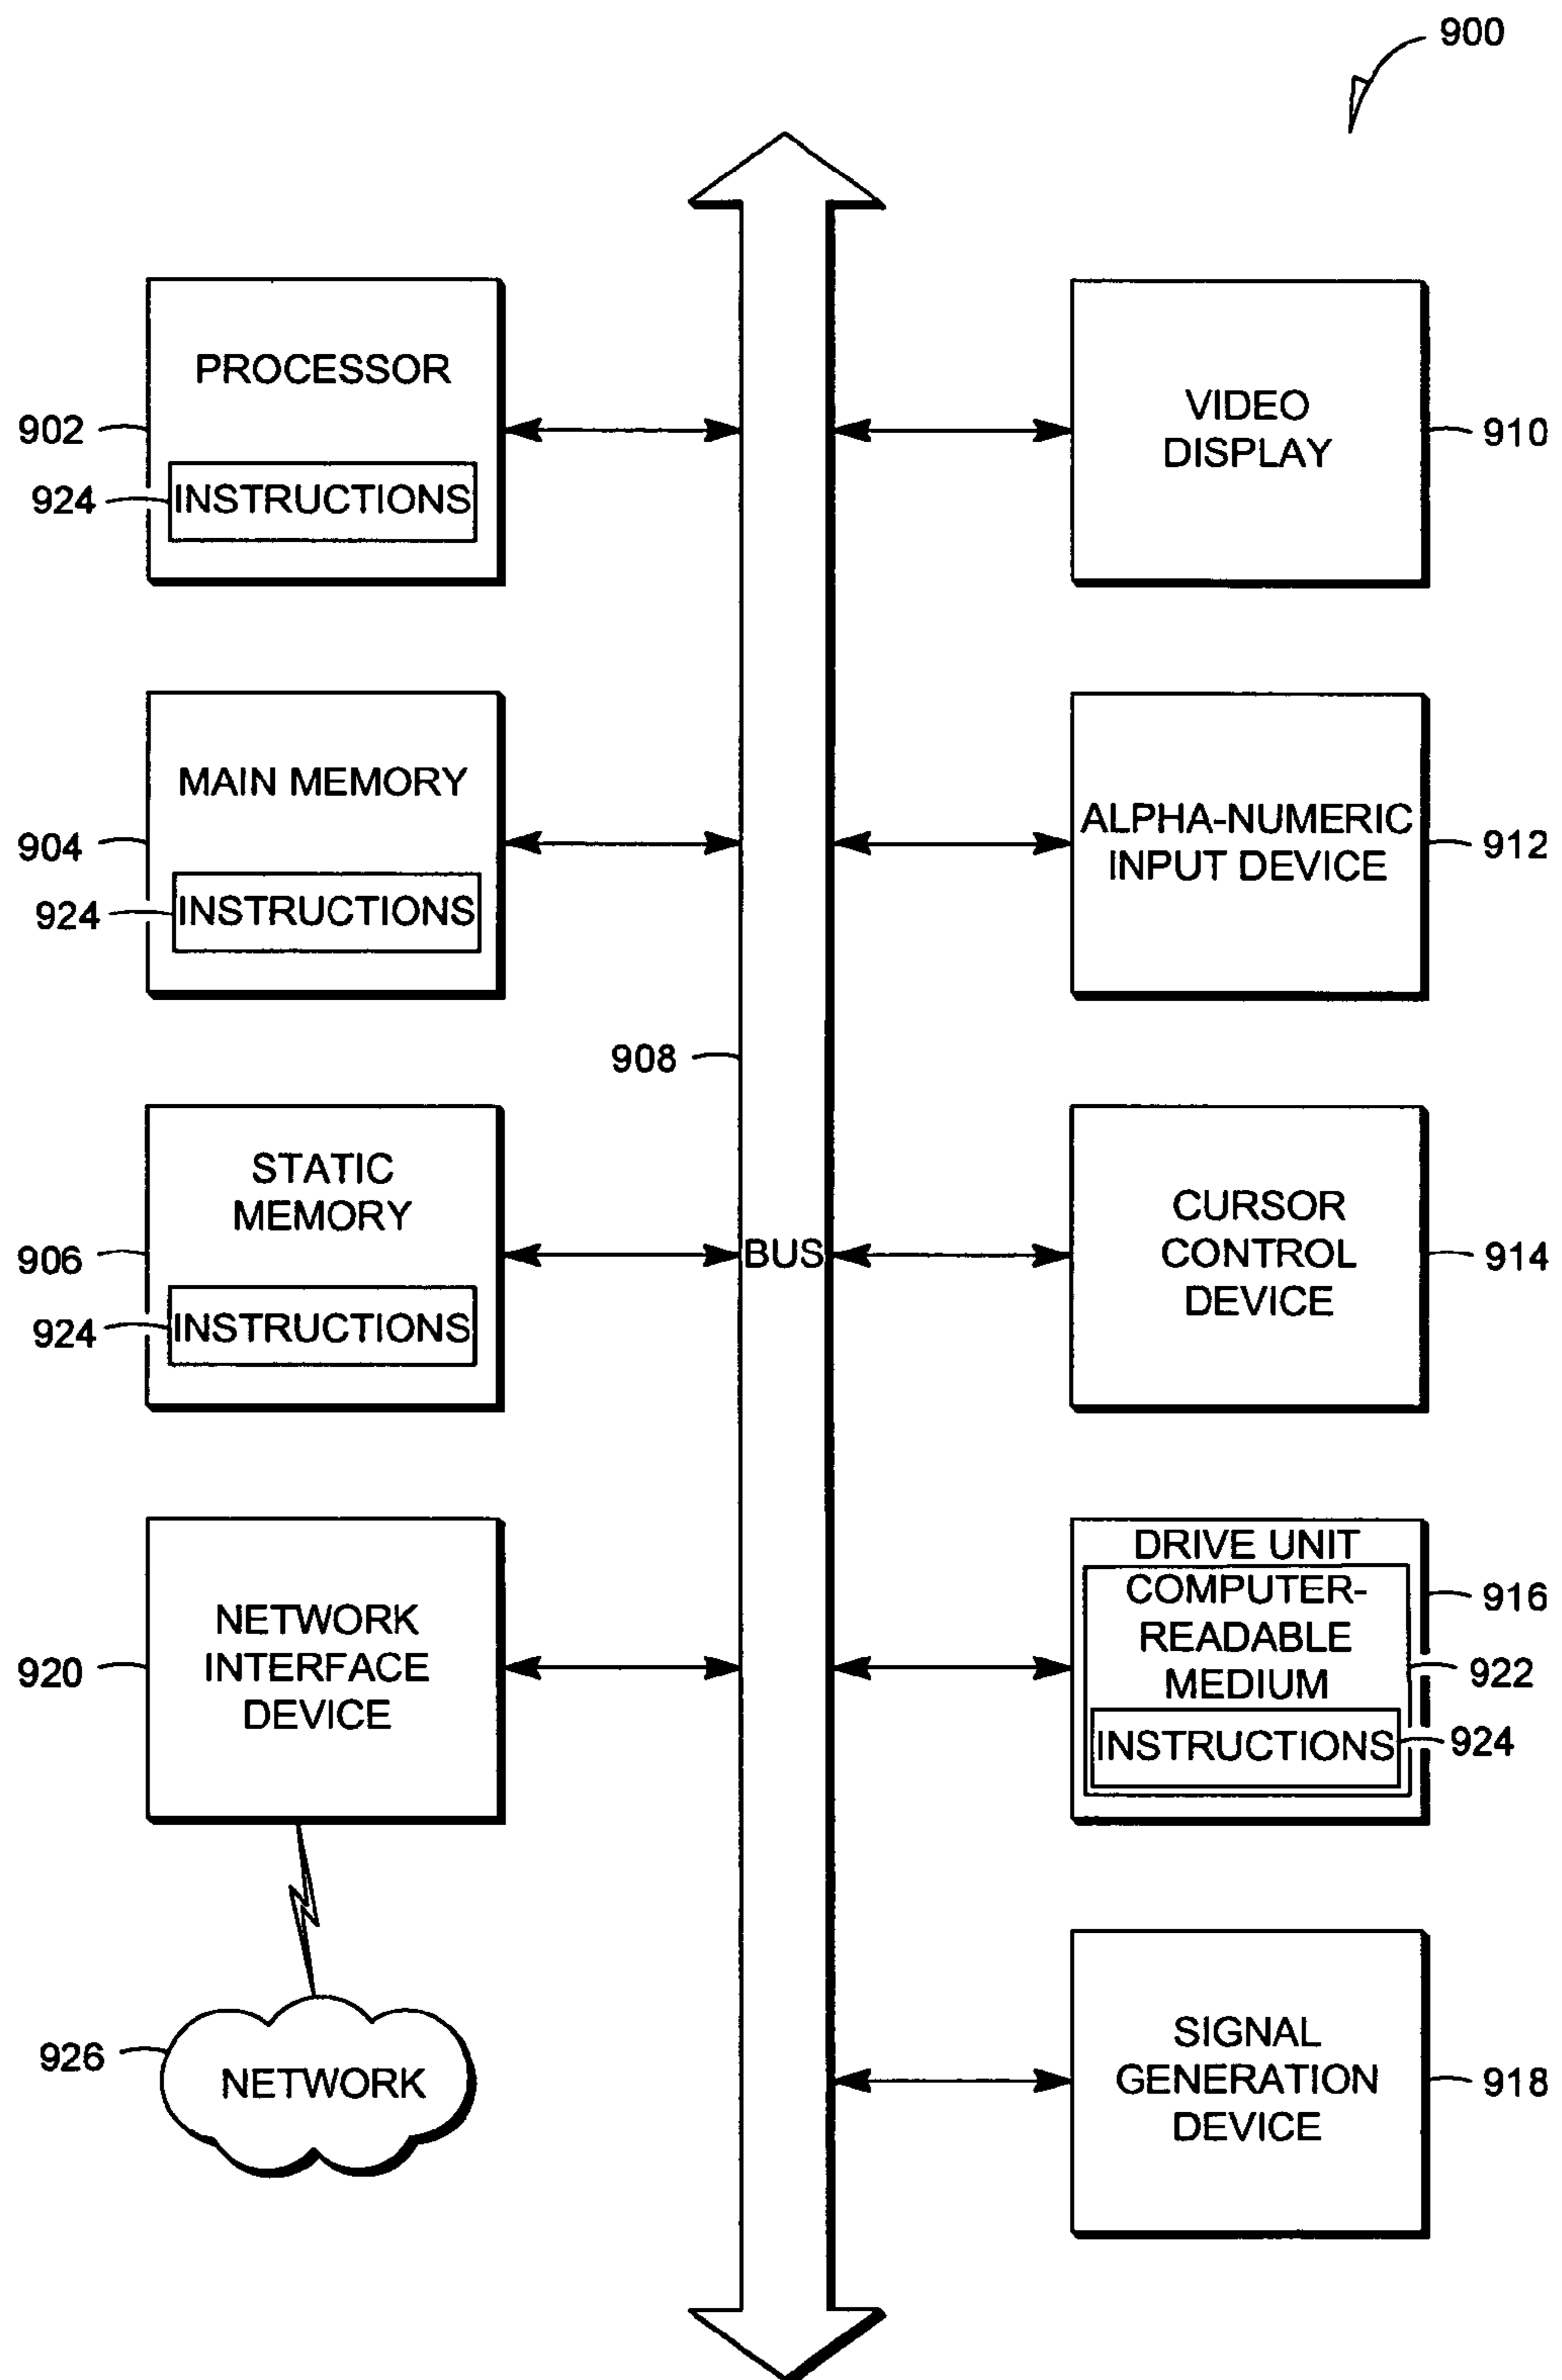 900
PROCESSOR
902
924
INSTRUCTIONS
VIDEO
DISPLAY
910
MAIN MEMORY
904
924
INSTRUCTIONS
ALPHA-NUMERIC
INPUT DEVICE
912
908
STATIC
MEMORY
906
924
INSTRUCTIONS
BUS
CURSOR
CONTROL
DEVICE
914
NETWORK
INTERFACE
DEVICE
920
DRIVE UNIT
COMPUTER-
READABLE
MEDIUM
INSTRUCTIONS
916
922
924
926
NETWORK
SIGNAL
GENERATION
DEVICE
918